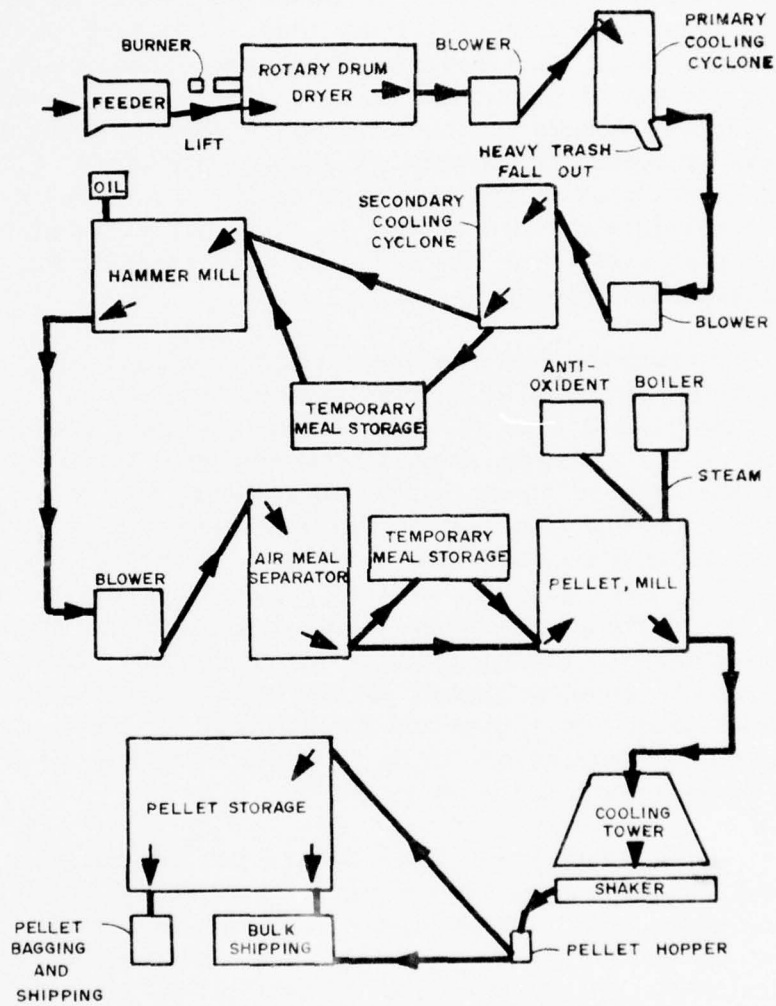 BURNER
FEEDER
LIFT
ROTARY DRUM
DRYER
BLOWER
PRIMARY
COOLING
CYCLONE
HEAVY TRASH
FALL OUT
OIL
HAMMER MILL
SECONDARY
COOLING
CYCLONE
BLOWER
TEMPORARY
MEAL STORAGE
ANTI-
OXIDENT
BOILER
STEAM
BLOWER
AIR MEAL
SEPARATOR
TEMPORARY
MEAL STORAGE
PELLET, MILL
COOLING
TOWER
SHAKER
PELLET STORAGE
PELLET
BAGGING
AND
SHIPPING
BULK
SHIPPING
PELLET HOPPER